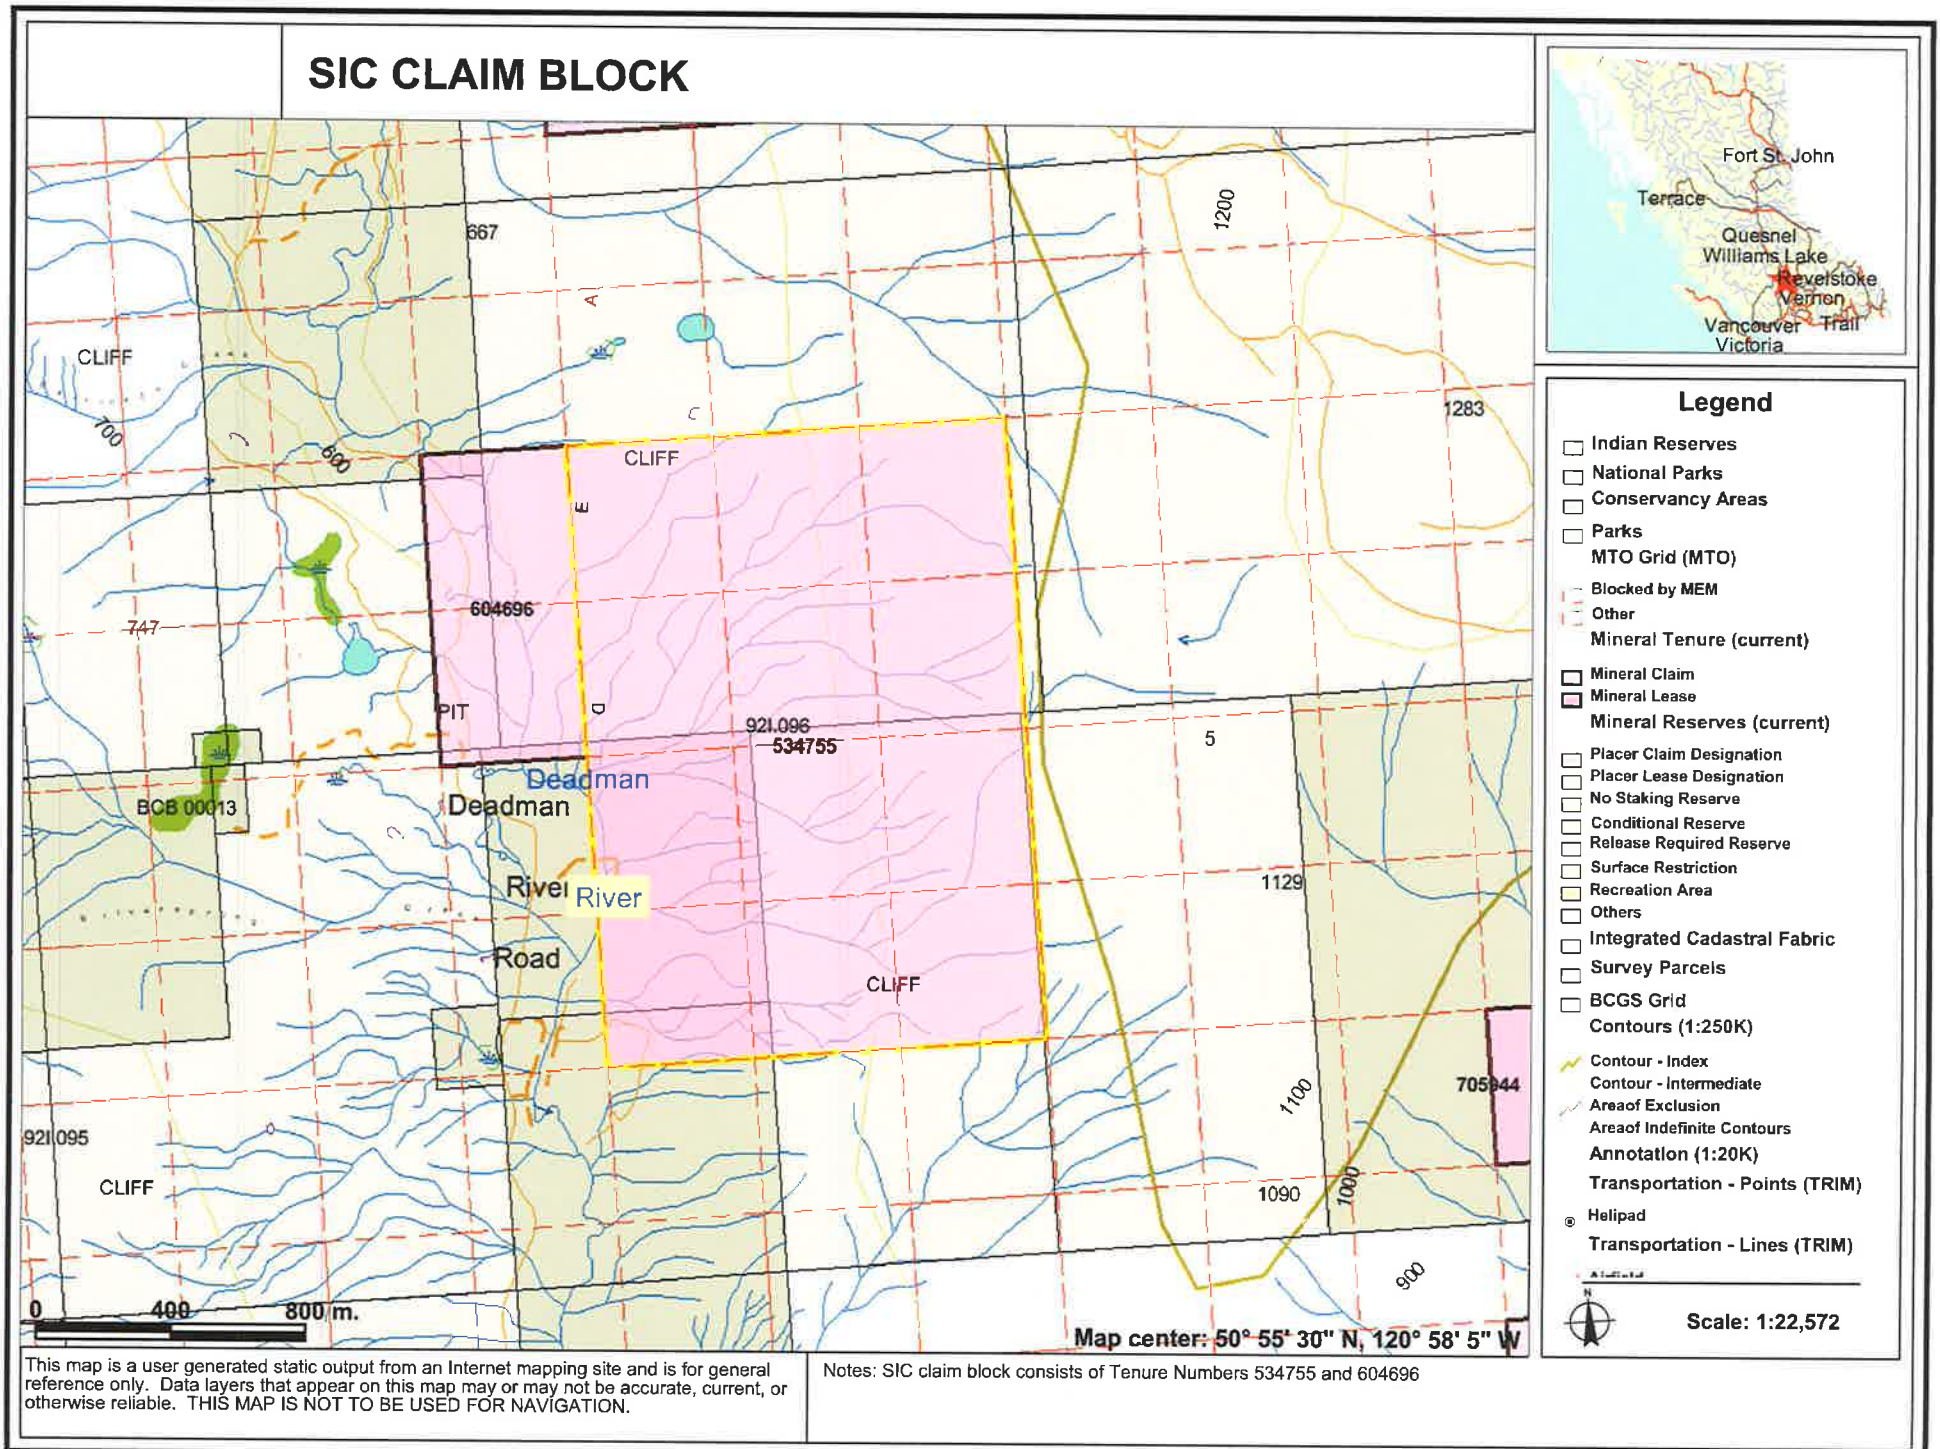 SIC CLAIM BLOCK
Fort St. John
Terrace
Quesnel
Williams Lake
Revelstoke
Vernon
Vancouver Trail
Victoria
667
1200
A
CLIFF
C
1283
700
600
CLIFF
E
604696
747
PIT
D
92I.096
534755
5
Deadman
Deadman
BCB 00013
1129
River
River
Road
CLIFF
705944
1100
92I.095
CLIFF
1090
1000
900
0 400 800 m.
Map center: 50° 55' 30" N, 120° 58' 5" W
Legend
Indian Reserves
National Parks
Conservancy Areas
Parks
MTO Grid (MTO)
Blocked by MEM
Other
Mineral Tenure (current)
Mineral Claim
Mineral Lease
Mineral Reserves (current)
Placer Claim Designation
Placer Lease Designation
No Staking Reserve
Conditional Reserve
Release Required Reserve
Surface Restriction
Recreation Area
Others
Integrated Cadastral Fabric
Survey Parcels
BCGS Grid
Contours (1:250K)
Contour - Index
Contour - Intermediate
Areaof Exclusion
Areaof Indefinite Contours
Annotation (1:20K)
Transportation - Points (TRIM)
Helipad
Transportation - Lines (TRIM)
N
Scale: 1:22,572
This map is a user generated static output from an Internet mapping site and is for general
reference only. Data layers that appear on this map may or may not be accurate, current, or
otherwise reliable. THIS MAP IS NOT TO BE USED FOR NAVIGATION.
Notes: SIC claim block consists of Tenure Numbers 534755 and 604696